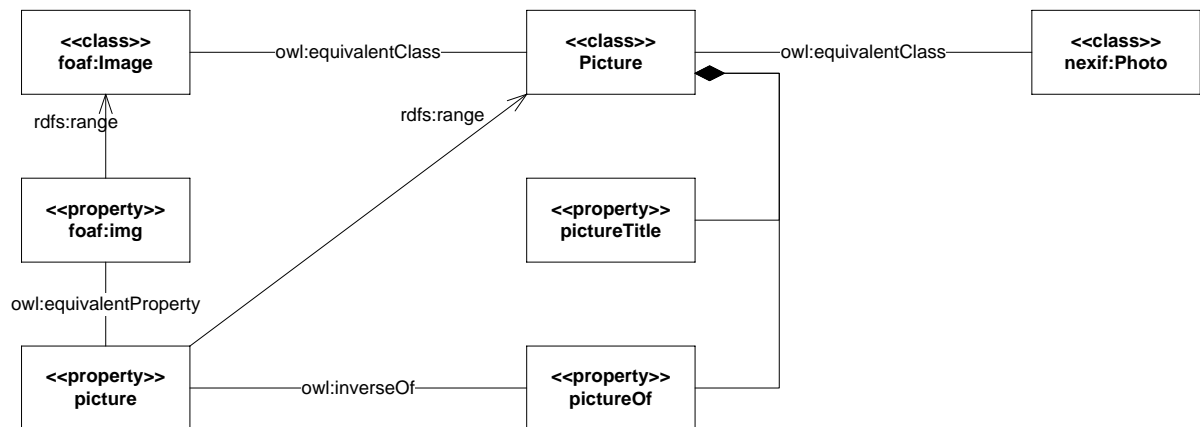 <<class>>
foaf:Image
owl:equivalentClass
<<class>>
Picture
owl:equivalentClass
<<class>>
nexif:Photo
rdfs:range
rdfs:range
<<property>>
foaf:img
<<property>>
pictureTitle
owl:equivalentProperty
<<property>>
picture
owl:inverseOf
<<property>>
pictureOf